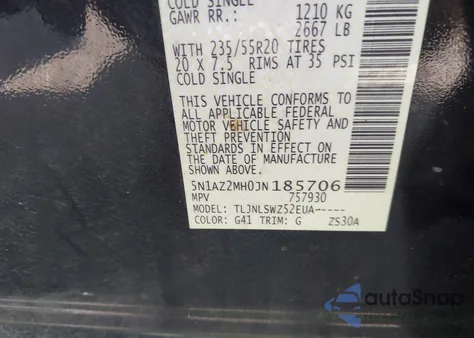 COLD SINGLE
GAWR RR.: 1210 KG
2667 LB
WITH 235/55R20 TIRES
20 X 7.5 RIMS AT 35 PSI
COLD SINGLE
THIS VEHICLE CONFORMS TO
ALL APPLICABLE FEDERAL
MOTOR VEHICLE SAFETY AND
THEFT PREVENTION
STANDARDS IN EFFECT ON THE
DATE OF MANUFACTURE
SHOWN ABOVE.
5N1AZ2MH0JN185706
MPV 757930
MODEL: TLJNLSWZ52EUA-----
COLOR: G41 TRIM: G ZS30A
autoSnap